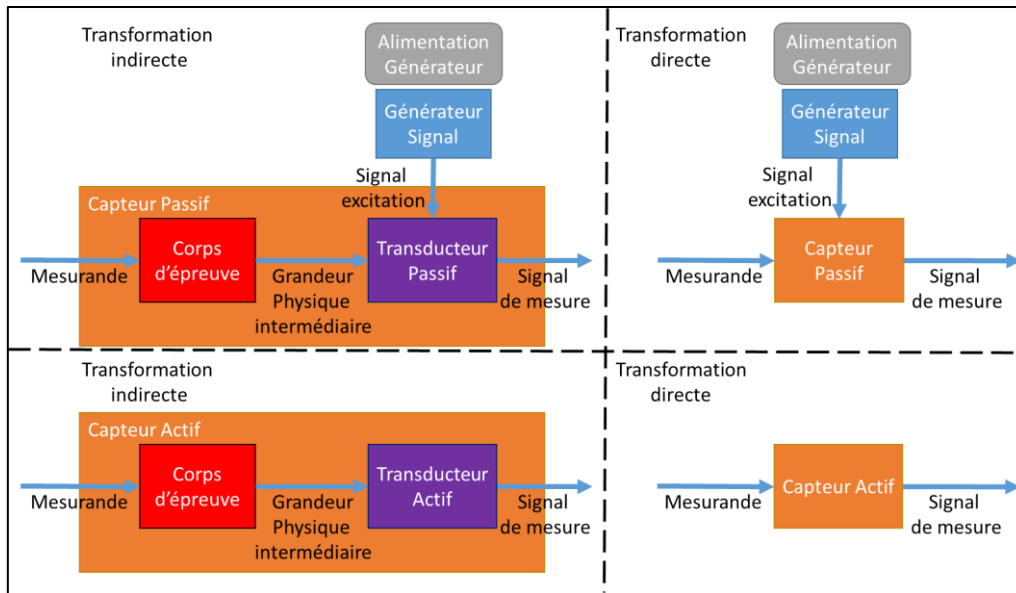 Transformation
indirecte
Alimentation
Générateur
Générateur
Signal
Signal
excitation
Capteur Passif
Mesurande
Corps
d'épreuve
Grandeur
Physique
intermédiaire
Transducteur
Passif
Signal
de mesure
Transformation
directe
Alimentation
Générateur
Générateur
Signal
Signal
excitation
Mesurande
Capteur
Passif
Signal
de mesure
Transformation
indirecte
Capteur Actif
Mesurande
Corps
d'épreuve
Grandeur
Physique
intermédiaire
Transducteur
Actif
Signal
de mesure
Transformation
directe
Mesurande
Capteur Actif
Signal
de mesure